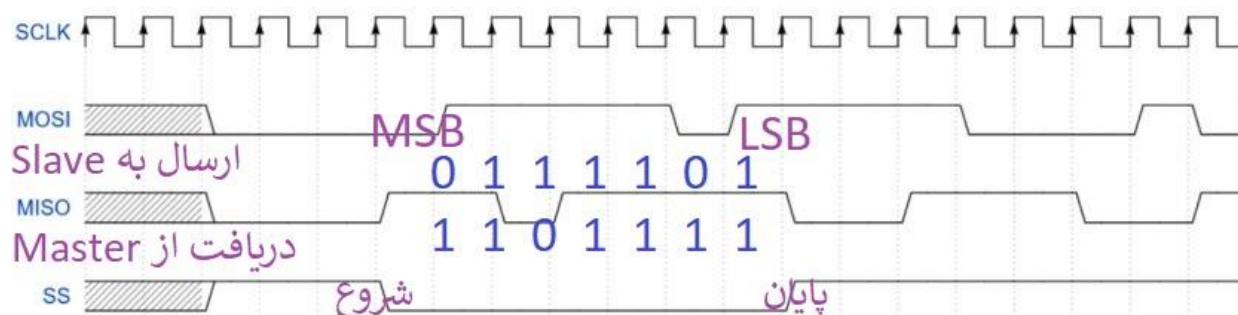 SCLK
MOSI
MSB LSB
ارسال به Slave
0 1 1 1 1 0 1
MISO
1 1 0 1 1 1 1
دریافت از Master
SS شروع پایان